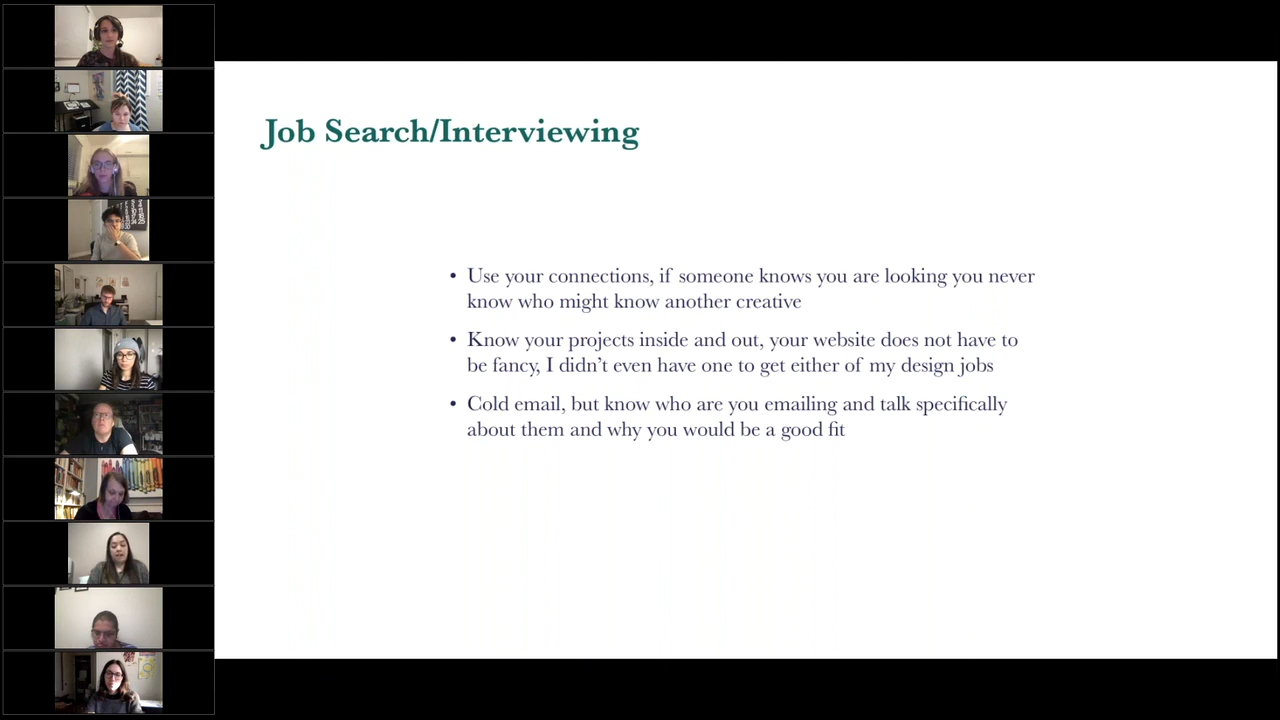 Job Search/Interviewing
• Use your connections, if someone knows you are looking you never
know who might know another creative
• Know your projects inside and out, your website does not have to
be fancy, I didn’t even have one to get either of my design jobs
• Cold email, but know who are you emailing and talk specifically
about them and why you would be a good fit